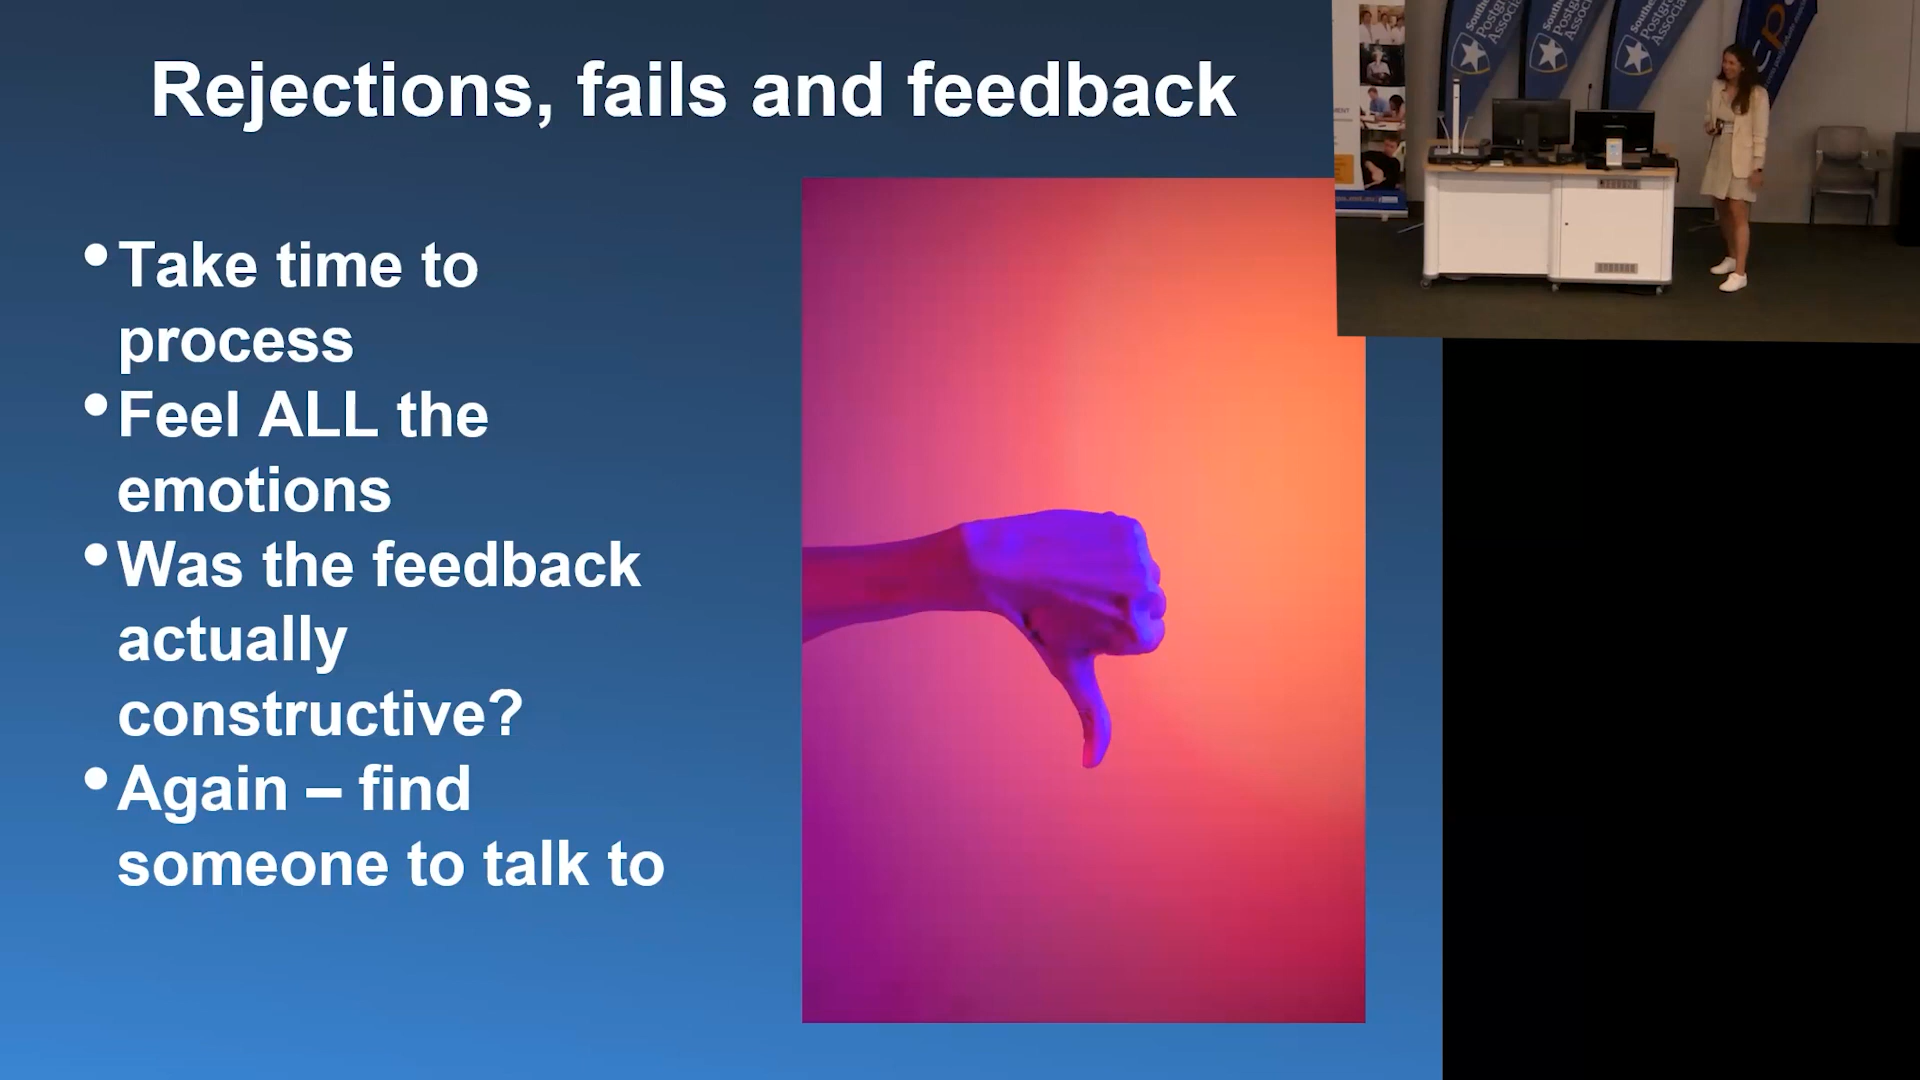 Rejections, fails and feedback
•Take time to
process
•Feel ALL the
emotions
•Was the feedback
actually
constructive?
•Again – find
someone to talk to